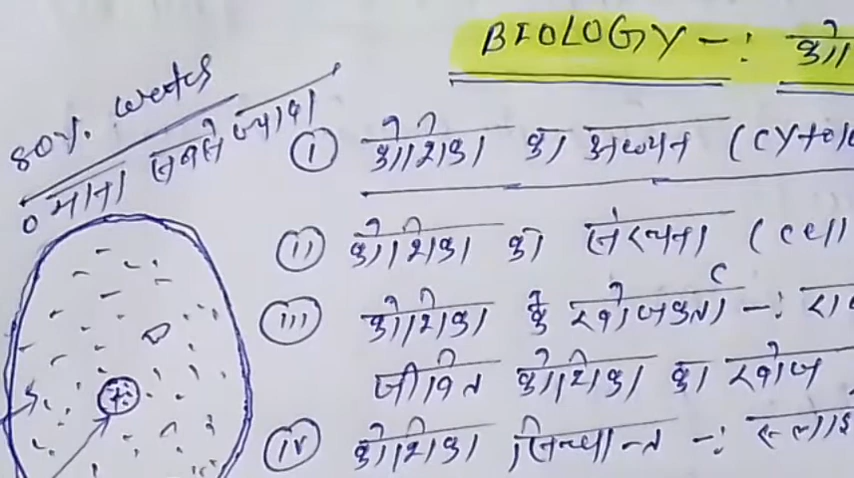 BIOLOGY -:
80% water
मात्रा सबसे ज्यादा
(i) कोशिका का अध्ययन (Cyto
(ii) कोशिका की संरचना (Cell
(iii) कोशिका के खोजकर्ता -: रा
जीवित कोशिका का खोज
(iv) कोशिका सिध्दान्त -: स्लाइ